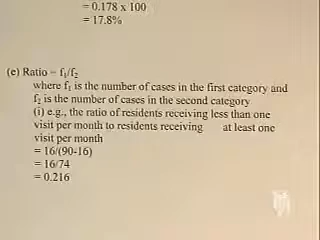 = 0.178 x 100
= 17.8%
(e) Ratio = f₁/f₂
where f₁ is the number of cases in the first category and
f₂ is the number of cases in the second category
(i) e.g., the ratio of residents receiving less than one
visit per month to residents receiving at least one
visit per month
= 16/(90-16)
= 16/74
= 0.216